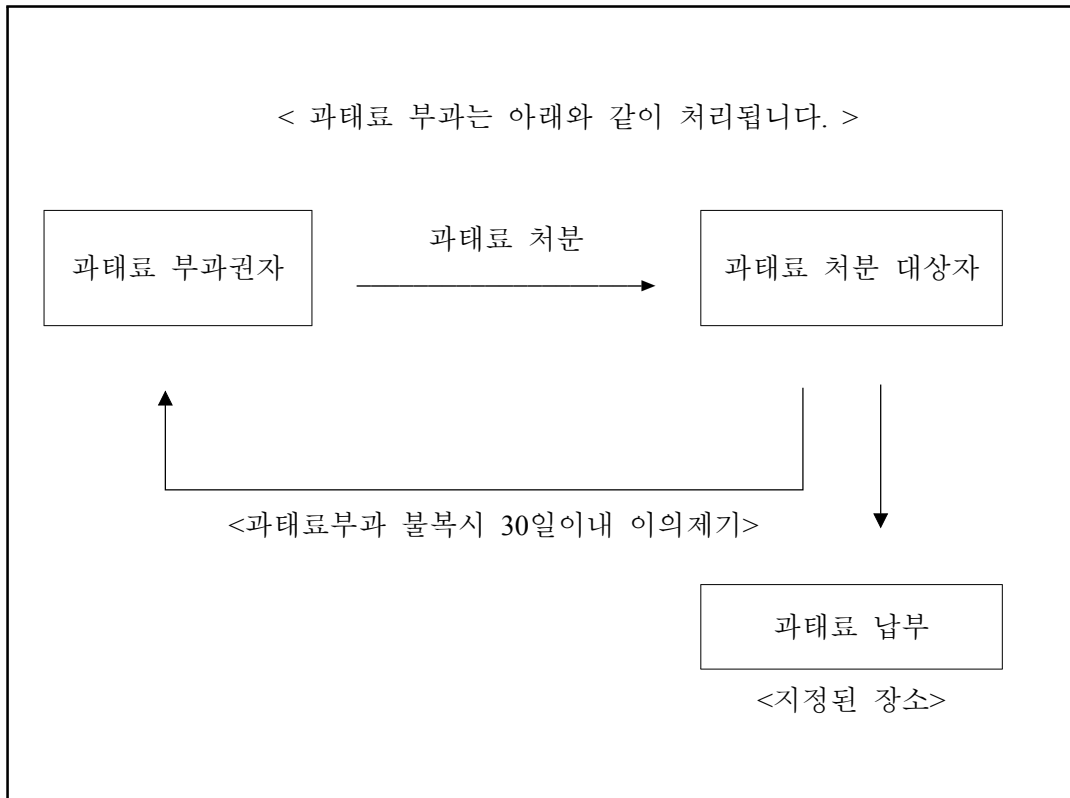 < 과태료 부과는 아래와 같이 처리됩니다. >
과태료 부과권자
과태료 처분
과태료 처분 대상자
<과태료부과 불복시 30일이내 이의제기>
과태료 납부
<지정된 장소>